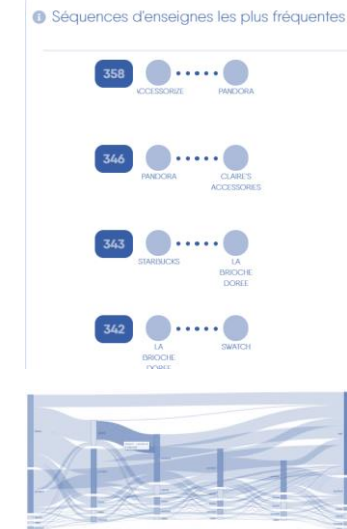 Séquences d'enseignes les plus fréquentes
358
ACCESSORIZE
PANDORA
346
PANDORA
CLAIRE'S
ACCESSORIES
343
STARBUCKS
LA
BRIOCHE
DOREE
342
LA
BRIOCHE
DOREE
SWATCH